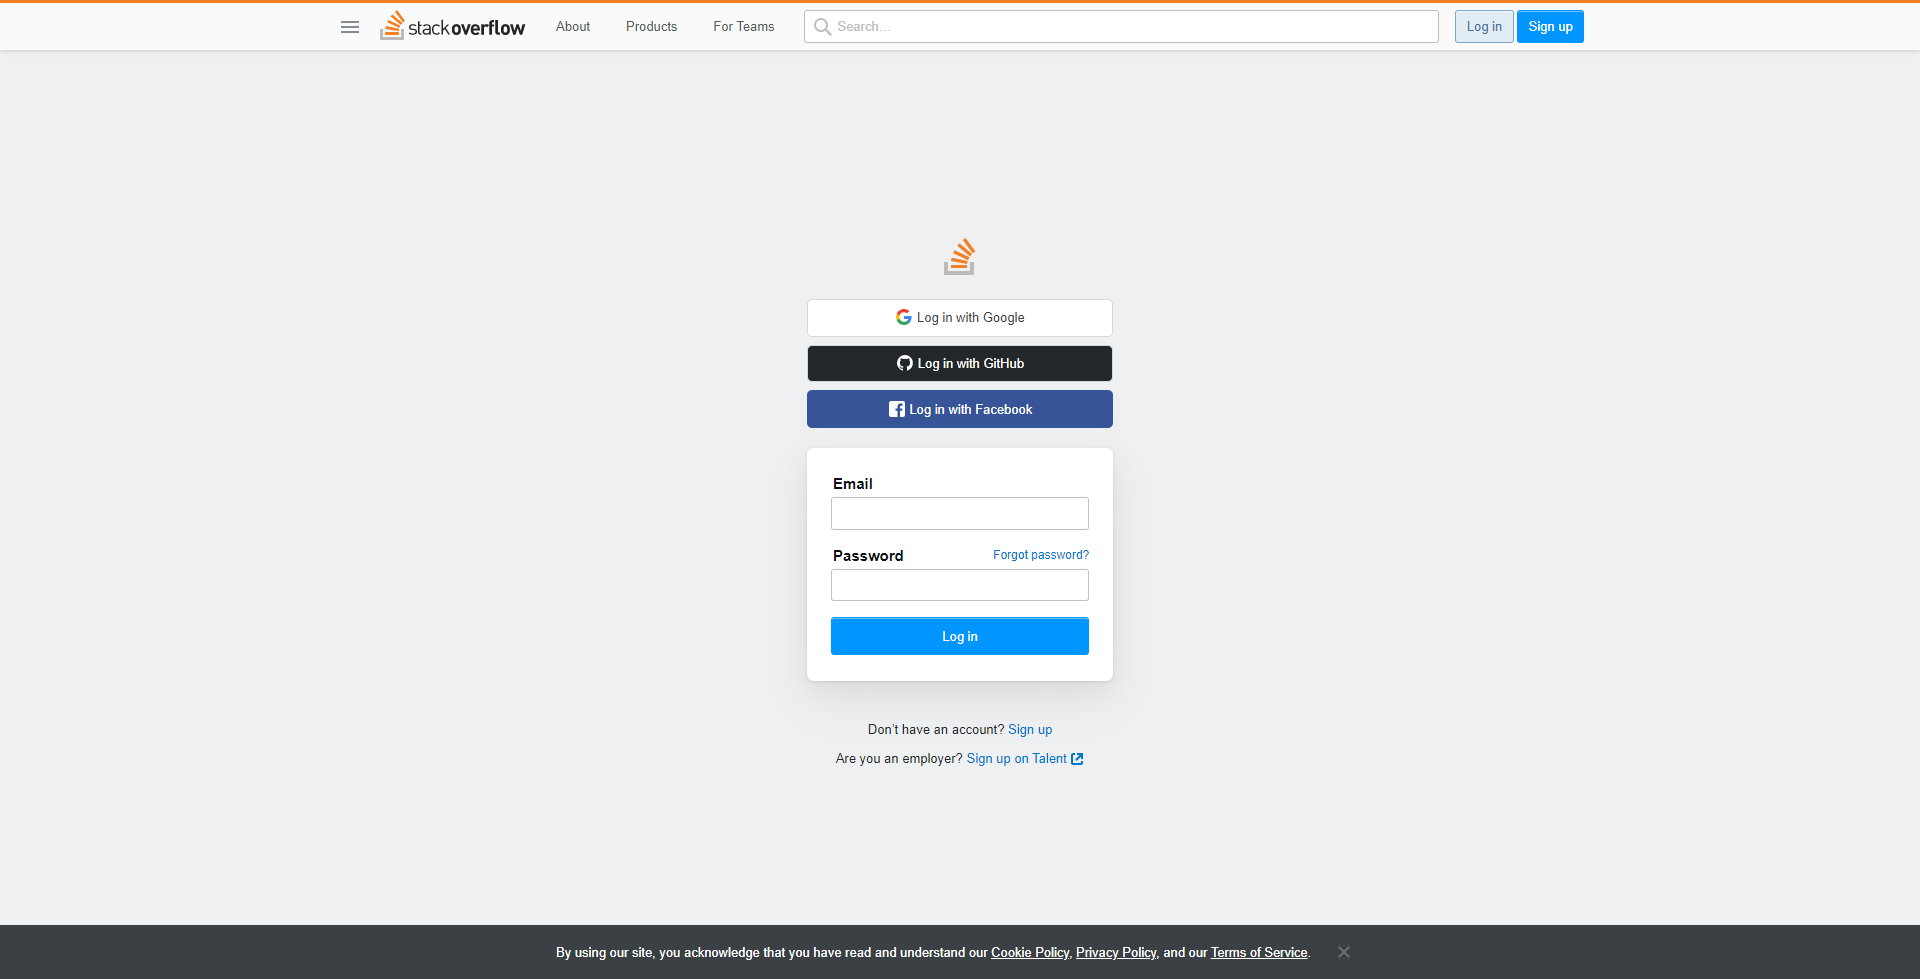 stackoverflow About Products For Teams Search... Log in Sign up
Log in with Google
Log in with GitHub
Log in with Facebook
Email
Password Forgot password?
Log in
Don't have an account? Sign up
Are you an employer? Sign up on Talent
By using our site, you acknowledge that you have read and understand our Cookie Policy, Privacy Policy, and our Terms of Service.